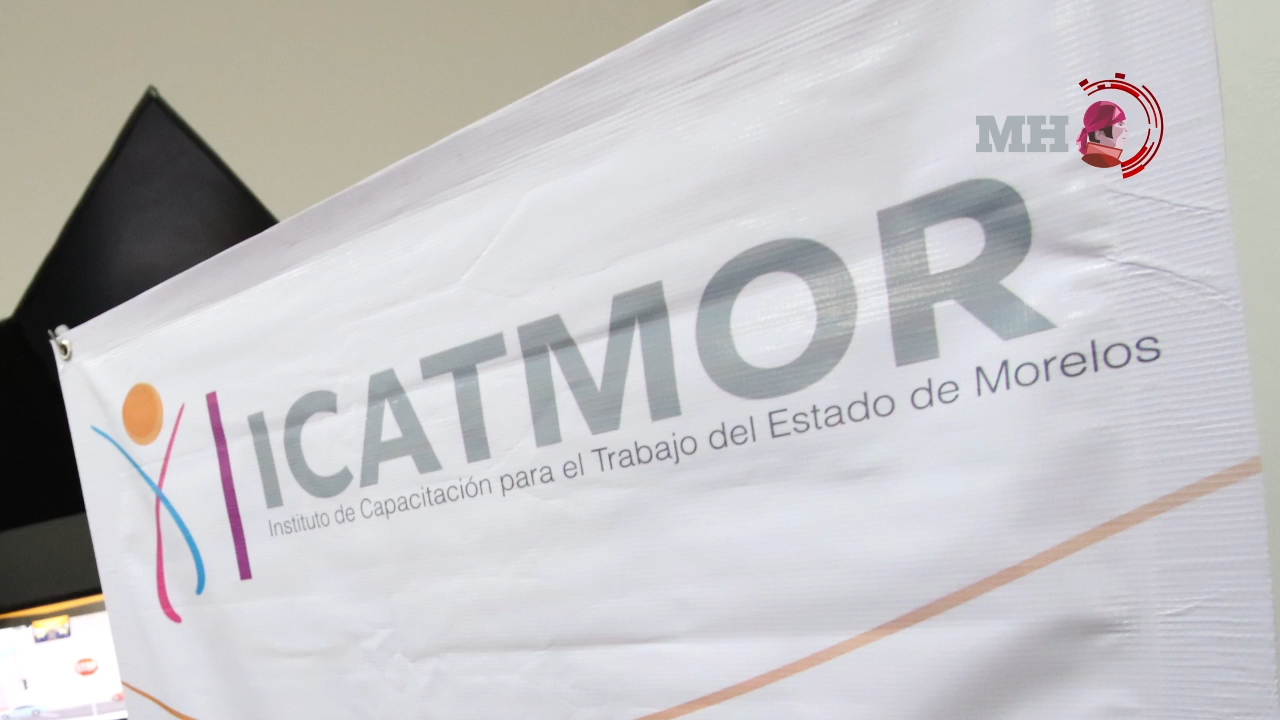 MH
ICATMOR
Instituto de Capacitación para el Trabajo del Estado de Morelos